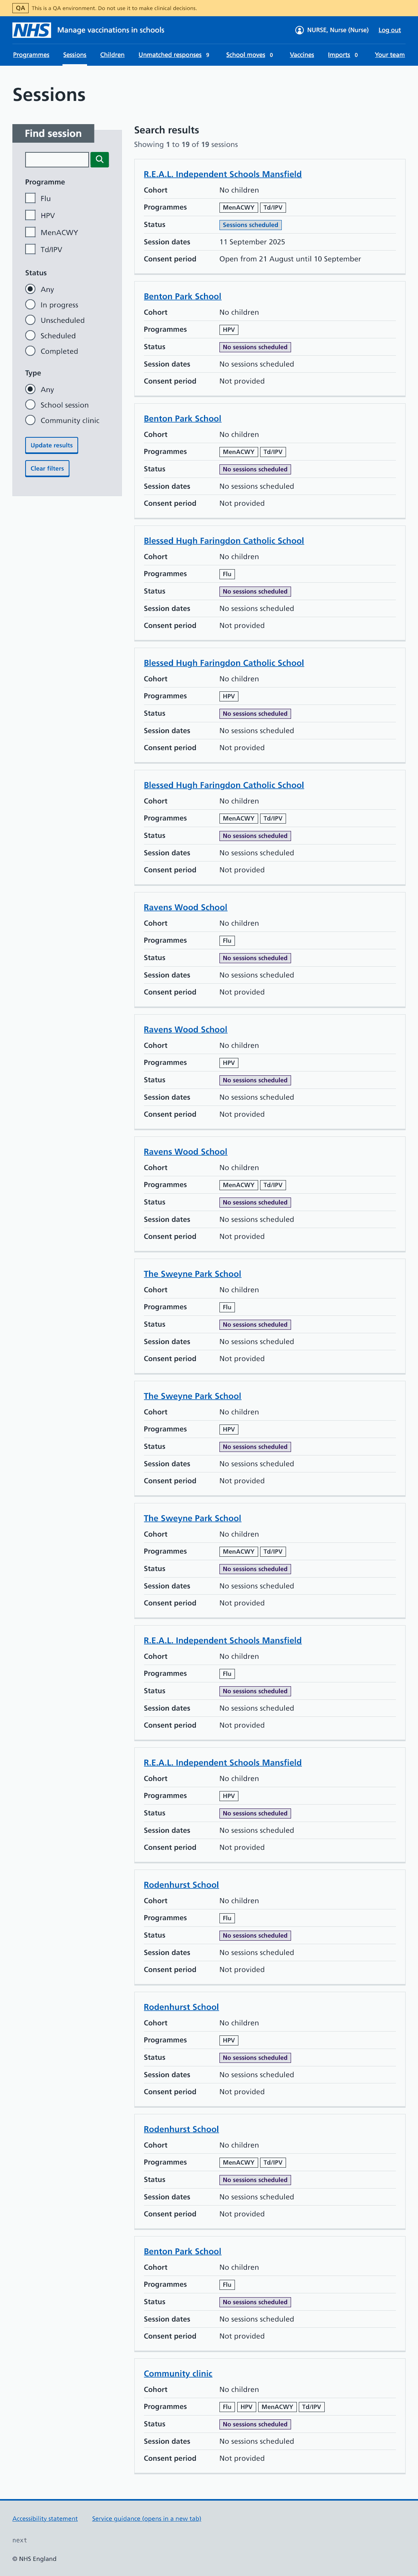 QA This is a QA environment. Do not use it to make clinical decisions.
NHS Manage vaccinations in schools NURSE, Nurse (Nurse) Log out
Programmes Sessions Children Unmatched responses 9 School moves 0 Vaccines Imports 0 Your team
Sessions
Find session
Programme
Flu
HPV
MenACWY
Td/IPV
Status
Any
In progress
Unscheduled
Scheduled
Completed
Type
Any
School session
Community clinic
Update results
Clear filters
Search results
Showing 1 to 19 of 19 sessions
R.E.A.L. Independent Schools Mansfield
Cohort No children
Programmes MenACWY Td/IPV
Status Sessions scheduled
Session dates 11 September 2025
Consent period Open from 21 August until 10 September
Benton Park School
Cohort No children
Programmes HPV
Status No sessions scheduled
Session dates No sessions scheduled
Consent period Not provided
Benton Park School
Cohort No children
Programmes MenACWY Td/IPV
Status No sessions scheduled
Session dates No sessions scheduled
Consent period Not provided
Blessed Hugh Faringdon Catholic School
Cohort No children
Programmes Flu
Status No sessions scheduled
Session dates No sessions scheduled
Consent period Not provided
Blessed Hugh Faringdon Catholic School
Cohort No children
Programmes HPV
Status No sessions scheduled
Session dates No sessions scheduled
Consent period Not provided
Blessed Hugh Faringdon Catholic School
Cohort No children
Programmes MenACWY Td/IPV
Status No sessions scheduled
Session dates No sessions scheduled
Consent period Not provided
Ravens Wood School
Cohort No children
Programmes Flu
Status No sessions scheduled
Session dates No sessions scheduled
Consent period Not provided
Ravens Wood School
Cohort No children
Programmes HPV
Status No sessions scheduled
Session dates No sessions scheduled
Consent period Not provided
Ravens Wood School
Cohort No children
Programmes MenACWY Td/IPV
Status No sessions scheduled
Session dates No sessions scheduled
Consent period Not provided
The Sweyne Park School
Cohort No children
Programmes Flu
Status No sessions scheduled
Session dates No sessions scheduled
Consent period Not provided
The Sweyne Park School
Cohort No children
Programmes HPV
Status No sessions scheduled
Session dates No sessions scheduled
Consent period Not provided
The Sweyne Park School
Cohort No children
Programmes MenACWY Td/IPV
Status No sessions scheduled
Session dates No sessions scheduled
Consent period Not provided
R.E.A.L. Independent Schools Mansfield
Cohort No children
Programmes Flu
Status No sessions scheduled
Session dates No sessions scheduled
Consent period Not provided
R.E.A.L. Independent Schools Mansfield
Cohort No children
Programmes HPV
Status No sessions scheduled
Session dates No sessions scheduled
Consent period Not provided
Rodenhurst School
Cohort No children
Programmes Flu
Status No sessions scheduled
Session dates No sessions scheduled
Consent period Not provided
Rodenhurst School
Cohort No children
Programmes HPV
Status No sessions scheduled
Session dates No sessions scheduled
Consent period Not provided
Rodenhurst School
Cohort No children
Programmes MenACWY Td/IPV
Status No sessions scheduled
Session dates No sessions scheduled
Consent period Not provided
Benton Park School
Cohort No children
Programmes Flu
Status No sessions scheduled
Session dates No sessions scheduled
Consent period Not provided
Community clinic
Cohort No children
Programmes Flu HPV MenACWY Td/IPV
Status No sessions scheduled
Session dates No sessions scheduled
Consent period Not provided
Accessibility statement Service guidance (opens in a new tab)
next
© NHS England